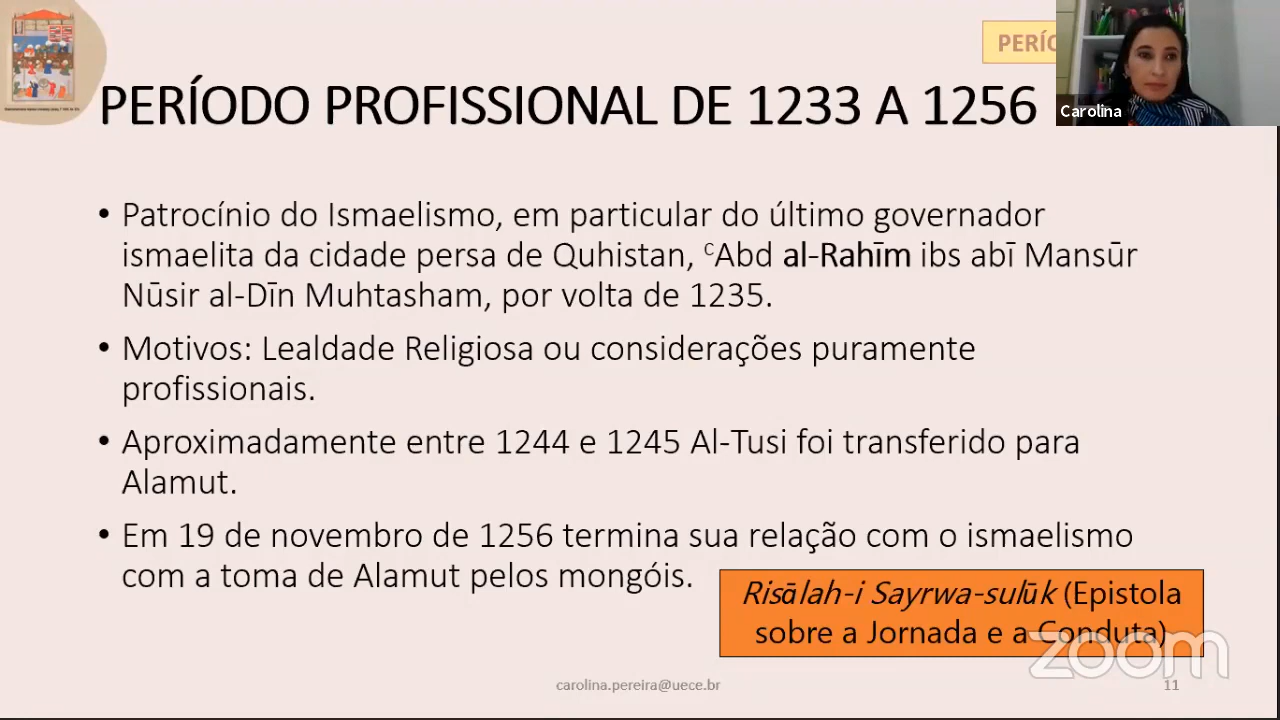 PERÍO
Carolina
PERÍODO PROFISSIONAL DE 1233 A 1256
• Patrocínio do Ismaelismo, em particular do último governador
ismaelita da cidade persa de Quhistan, ᶜAbd al-Rahīm ibs abī Mansūr
Nūsir al-Dīn Muhtasham, por volta de 1235.
• Motivos: Lealdade Religiosa ou considerações puramente
profissionais.
• Aproximadamente entre 1244 e 1245 Al-Tusi foi transferido para
Alamut.
• Em 19 de novembro de 1256 termina sua relação com o ismaelismo
com a toma de Alamut pelos mongóis.
Risālah-i Sayrwa-sulūk (Epistola
sobre a Jornada e a Conduta)
zoom
carolina.pereira@uece.br
11